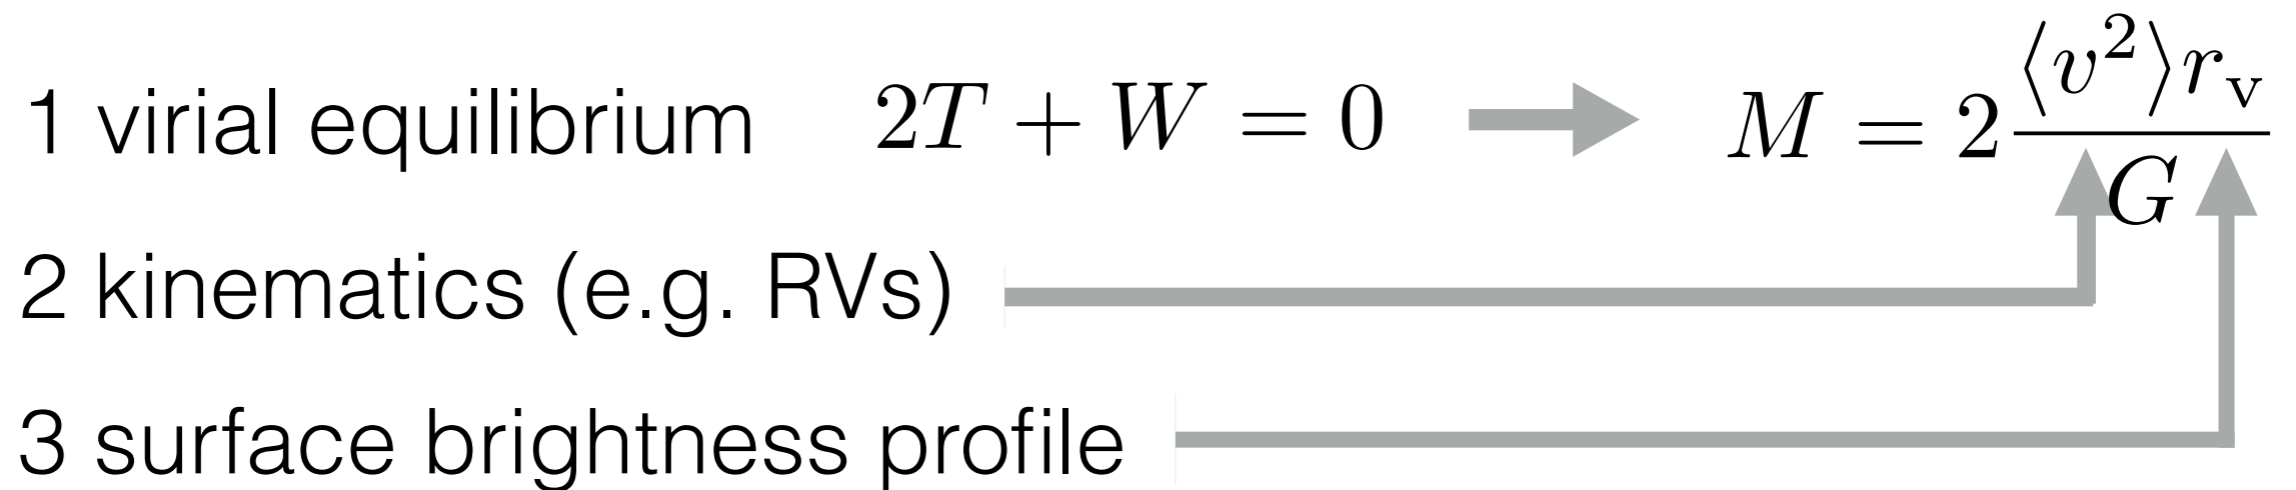 1 virial equilibrium 2T + W = 0 → M = 2 ⟨v²⟩r_v / G
2 kinematics (e.g. RVs)
3 surface brightness profile